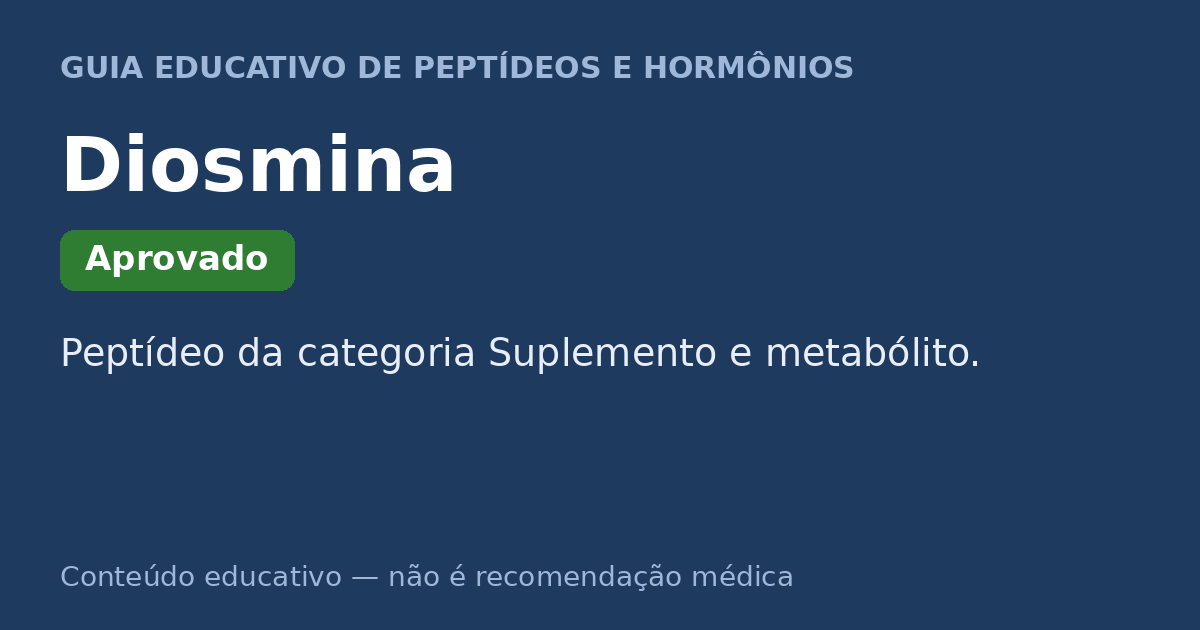 GUIA EDUCATIVO DE PEPTÍDEOS E HORMÔNIOS
Diosmina
Aprovado
Peptídeo da categoria Suplemento e metabólito.
Conteúdo educativo — não é recomendação médica